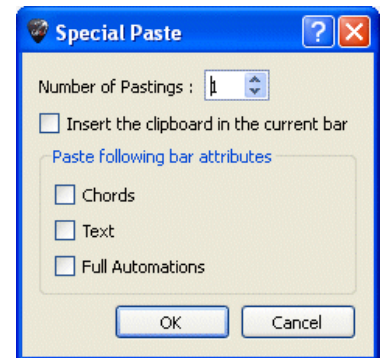 Special Paste
Number of Pastings : 1
Insert the clipboard in the current bar
Paste following bar attributes
Chords
Text
Full Automations
OK Cancel